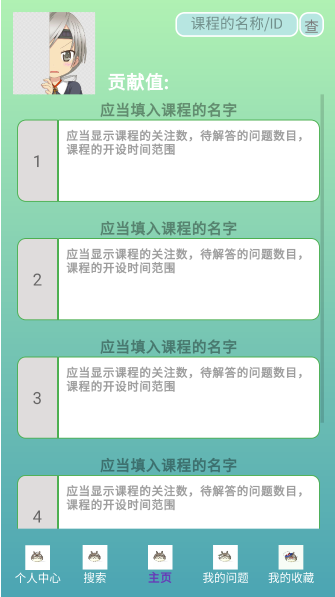 课程的名称/ID
查
贡献值:
应当填入课程的名字
1
应当显示课程的关注数，待解答的问题数目，
课程的开设时间范围
应当填入课程的名字
2
应当显示课程的关注数，待解答的问题数目，
课程的开设时间范围
应当填入课程的名字
3
应当显示课程的关注数，待解答的问题数目，
课程的开设时间范围
应当填入课程的名字
4
应当显示课程的关注数，待解答的问题数目，
课程的开设时间范围
个人中心
搜索
主页
我的问题
我的收藏